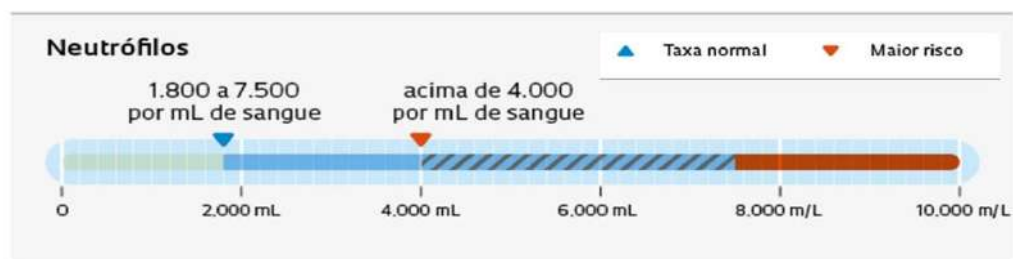 Neutrófilos
Taxa normal
Maior risco
1.800 a 7.500
por mL de sangue
acima de 4.000
por mL de sangue
0
2.000 mL
4.000 mL
6.000 mL
8.000 m/L
10.000 m/L